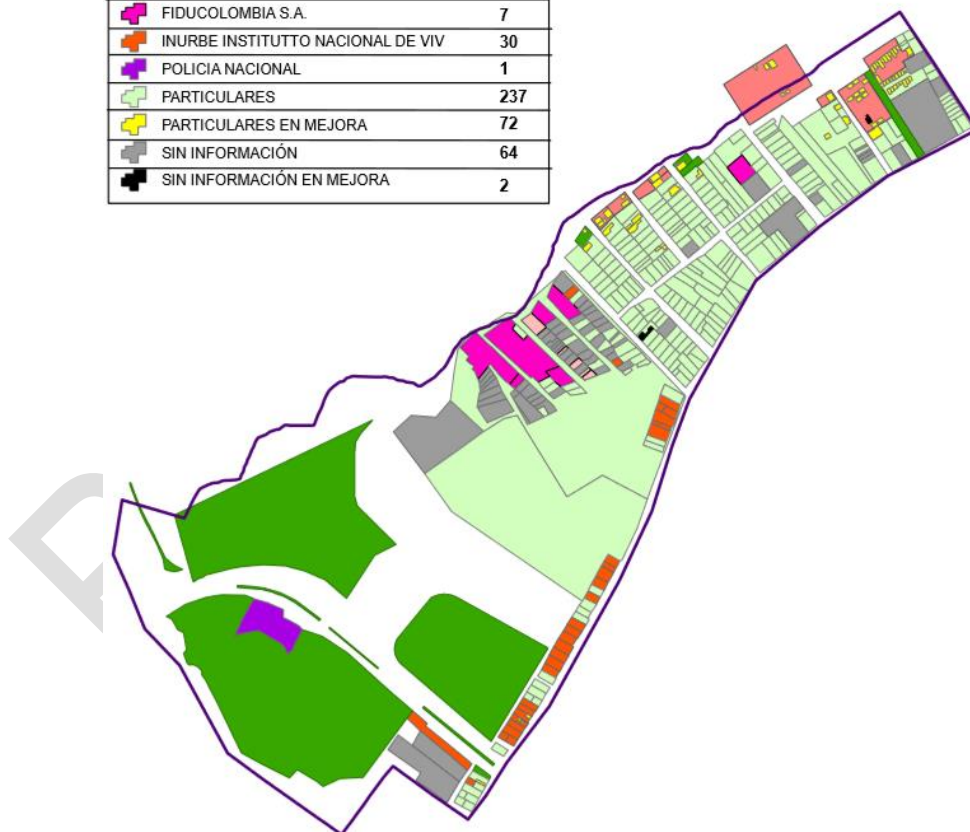 FIDUCOLOMBIA S.A. 7
INURBE INSTITUTTO NACIONAL DE VIV 30
POLICIA NACIONAL 1
PARTICULARES 237
PARTICULARES EN MEJORA 72
SIN INFORMACIÓN 64
SIN INFORMACIÓN EN MEJORA 2